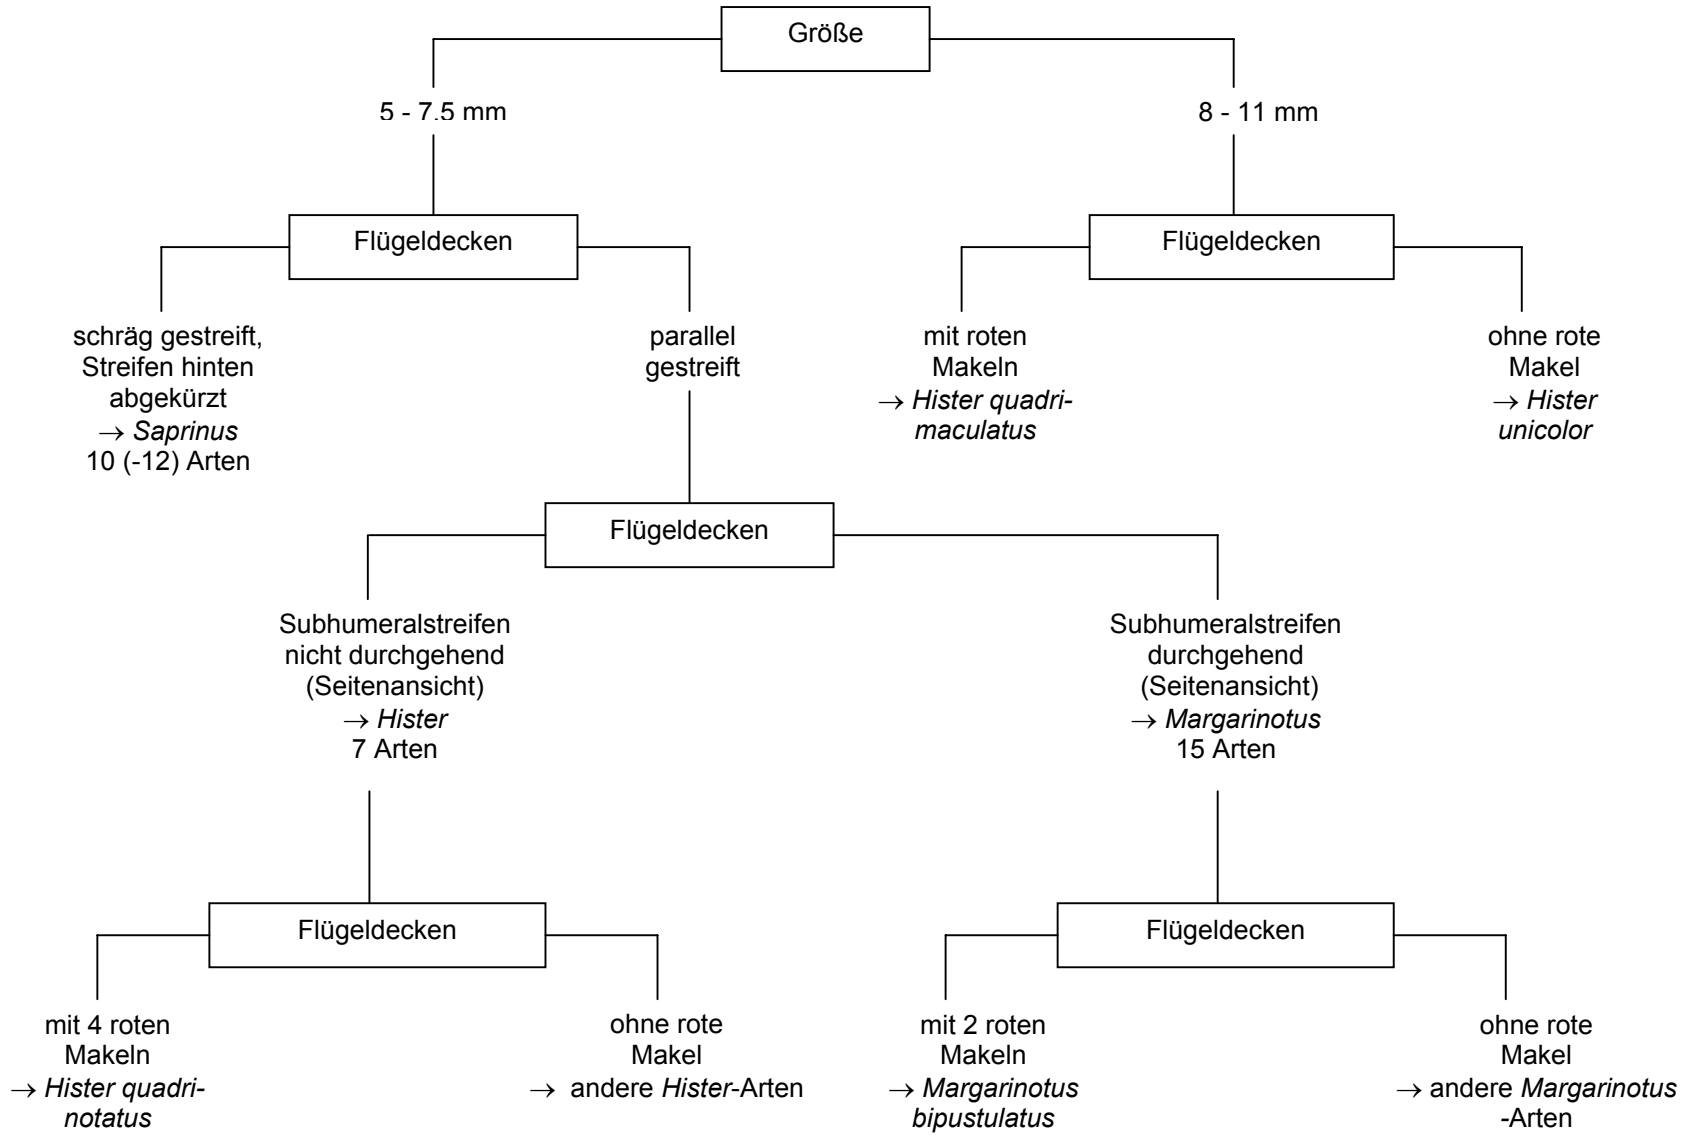 Größe
5 - 7.5 mm
8 - 11 mm
Flügeldecken
Flügeldecken
schräg gestreift,
Streifen hinten
abgekürzt
→ Saprinus
10 (-12) Arten
parallel
gestreift
mit roten
Makeln
→ Hister quadri-
maculatus
ohne rote
Makel
→ Hister
unicolor
Flügeldecken
Subhumeralstreifen
nicht durchgehend
(Seitenansicht)
→ Hister
7 Arten
Subhumeralstreifen
durchgehend
(Seitenansicht)
→ Margarinotus
15 Arten
Flügeldecken
Flügeldecken
mit 4 roten
Makeln
→ Hister quadri-
notatus
ohne rote
Makel
→ andere Hister-Arten
mit 2 roten
Makeln
→ Margarinotus
bipustulatus
ohne rote
Makel
→ andere Margarinotus
-Arten